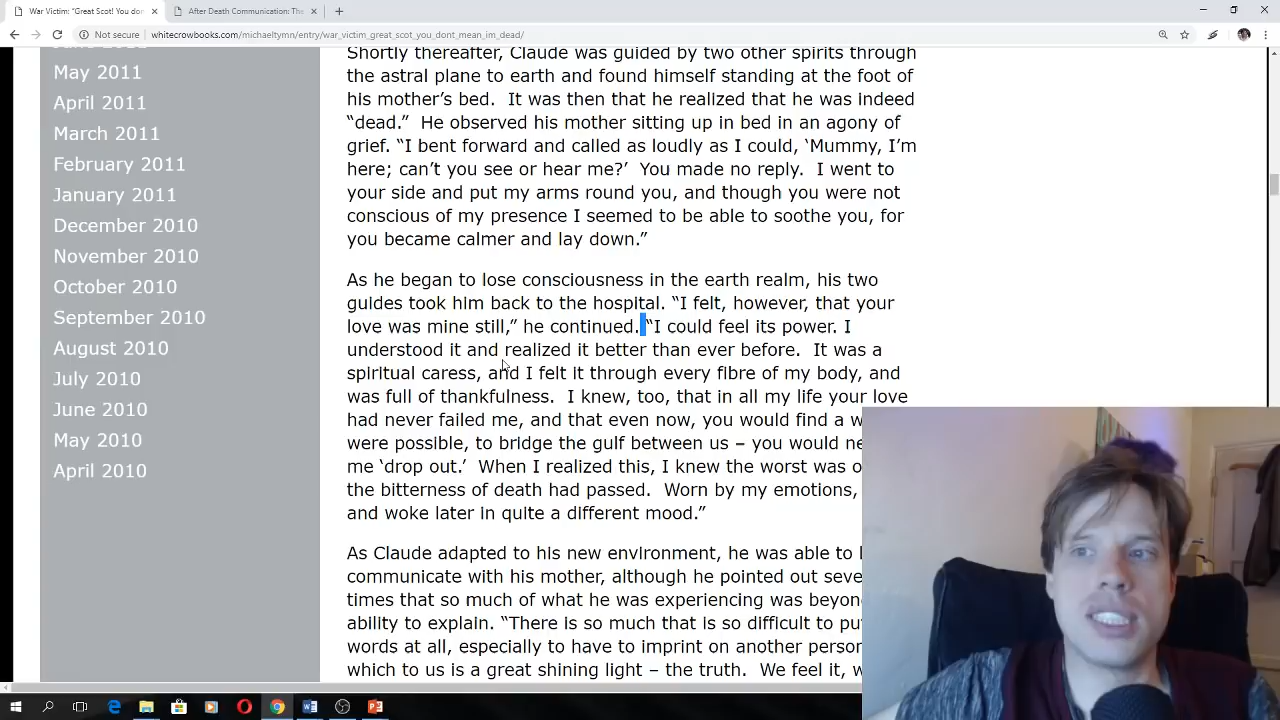 War Victim: "Great Scot! You don
After Death Communication: The
Not secure
whitecrowbooks.com/michaeltymn/entry/war_victim_great_scot_you_dont_mean_im_dead/
June 2011
May 2011
April 2011
March 2011
February 2011
January 2011
December 2010
November 2010
October 2010
September 2010
August 2010
July 2010
June 2010
May 2010
April 2010
Shortly thereafter, Claude was guided by two other spirits through
the astral plane to earth and found himself standing at the foot of
his mother's bed.  It was then that he realized that he was indeed
“dead.”  He observed his mother sitting up in bed in an agony of
grief. “I bent forward and called as loudly as I could, ‘Mummy, I'm
here; can't you see or hear me?’  You made no reply.  I went to
your side and put my arms round you, and though you were not
conscious of my presence I seemed to be able to soothe you, for
you became calmer and lay down.”
As he began to lose consciousness in the earth realm, his two
guides took him back to the hospital. “I felt, however, that your
love was mine still,” he continued. “I could feel its power. I
understood it and realized it better than ever before.  It was a
spiritual caress, and I felt it through every fibre of my body, and
was full of thankfulness.  I knew, too, that in all my life your love
had never failed me, and that even now, you would find a
were possible, to bridge the gulf between us – you would
me ‘drop out.’  When I realized this, I knew the worst was
the bitterness of death had passed.  Worn by my emotions,
and woke later in quite a different mood.”
As Claude adapted to his new environment, he was able to
communicate with his mother, although he pointed out
times that so much of what he was experiencing was
ability to explain. “There is so much that is so difficult to
words at all, especially to have to imprint on another
which to us is a great shining light – the truth.  We feel it,